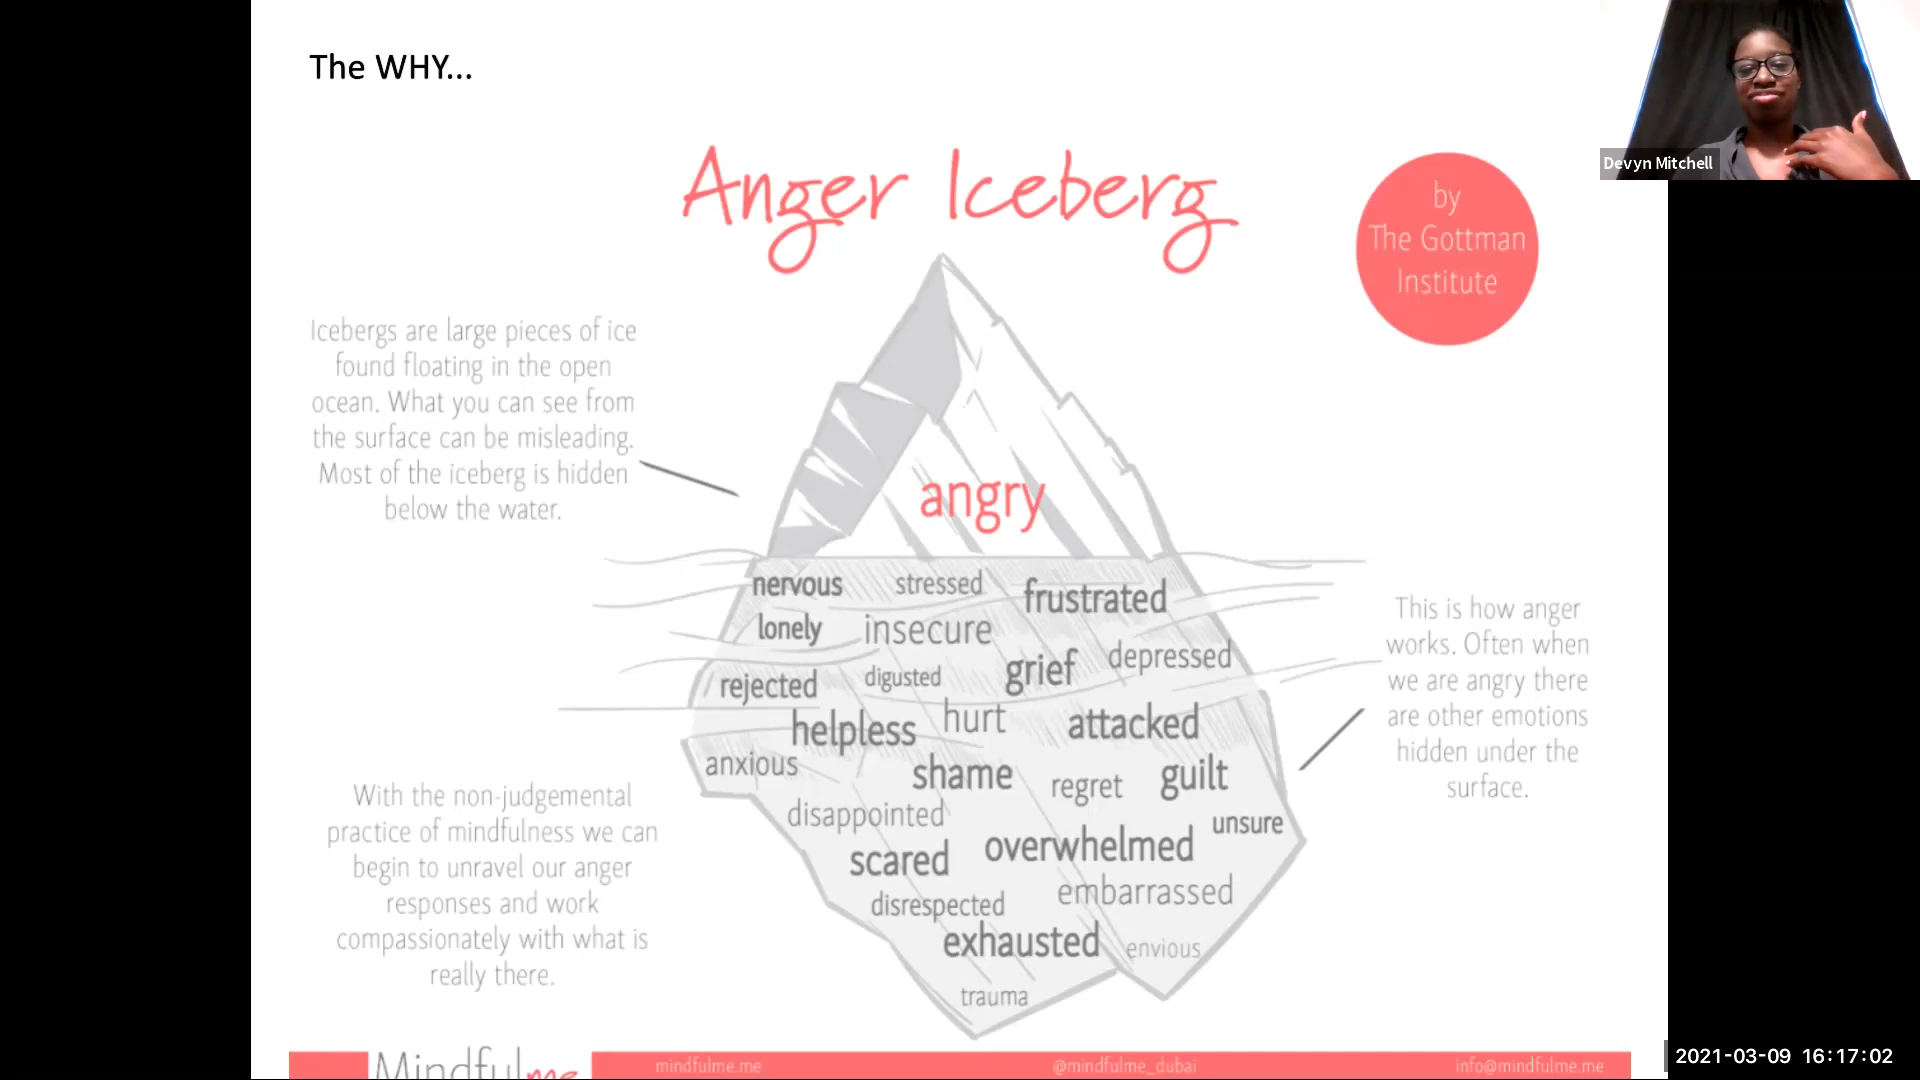 The WHY...
Devyn Mitchell
Anger Iceberg
by
The Gottman
Institute
Icebergs are large pieces of ice
found floating in the open
ocean. What you can see from
the surface can be misleading.
Most of the iceberg is hidden
below the water.
angry
nervous stressed frustrated
lonely insecure
grief depressed
rejected digusted
helpless hurt attacked
anxious shame regret guilt
disappointed
unsure
scared overwhelmed
disrespected embarrassed
exhausted envious
trauma
This is how anger
works. Often when
we are angry there
are other emotions
hidden under the
surface.
With the non-judgemental
practice of mindfulness we can
begin to unravel our anger
responses and work
compassionately with what is
really there.
Mindfulme
mindfulme.me @mindfulme_dubai info@mindfulme.me
2021-03-09 16:17:02